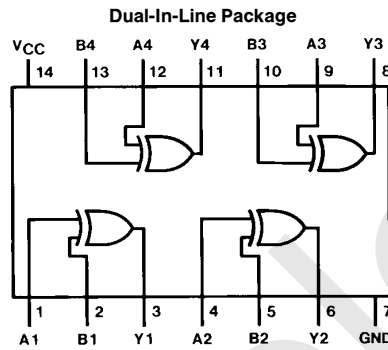 Dual-In-Line Package
VCC B4 A4 Y4 B3 A3 Y3
14 13 12 11 10 9 8
1 2 3 4 5 6 7
A1 B1 Y1 A2 B2 Y2 GND